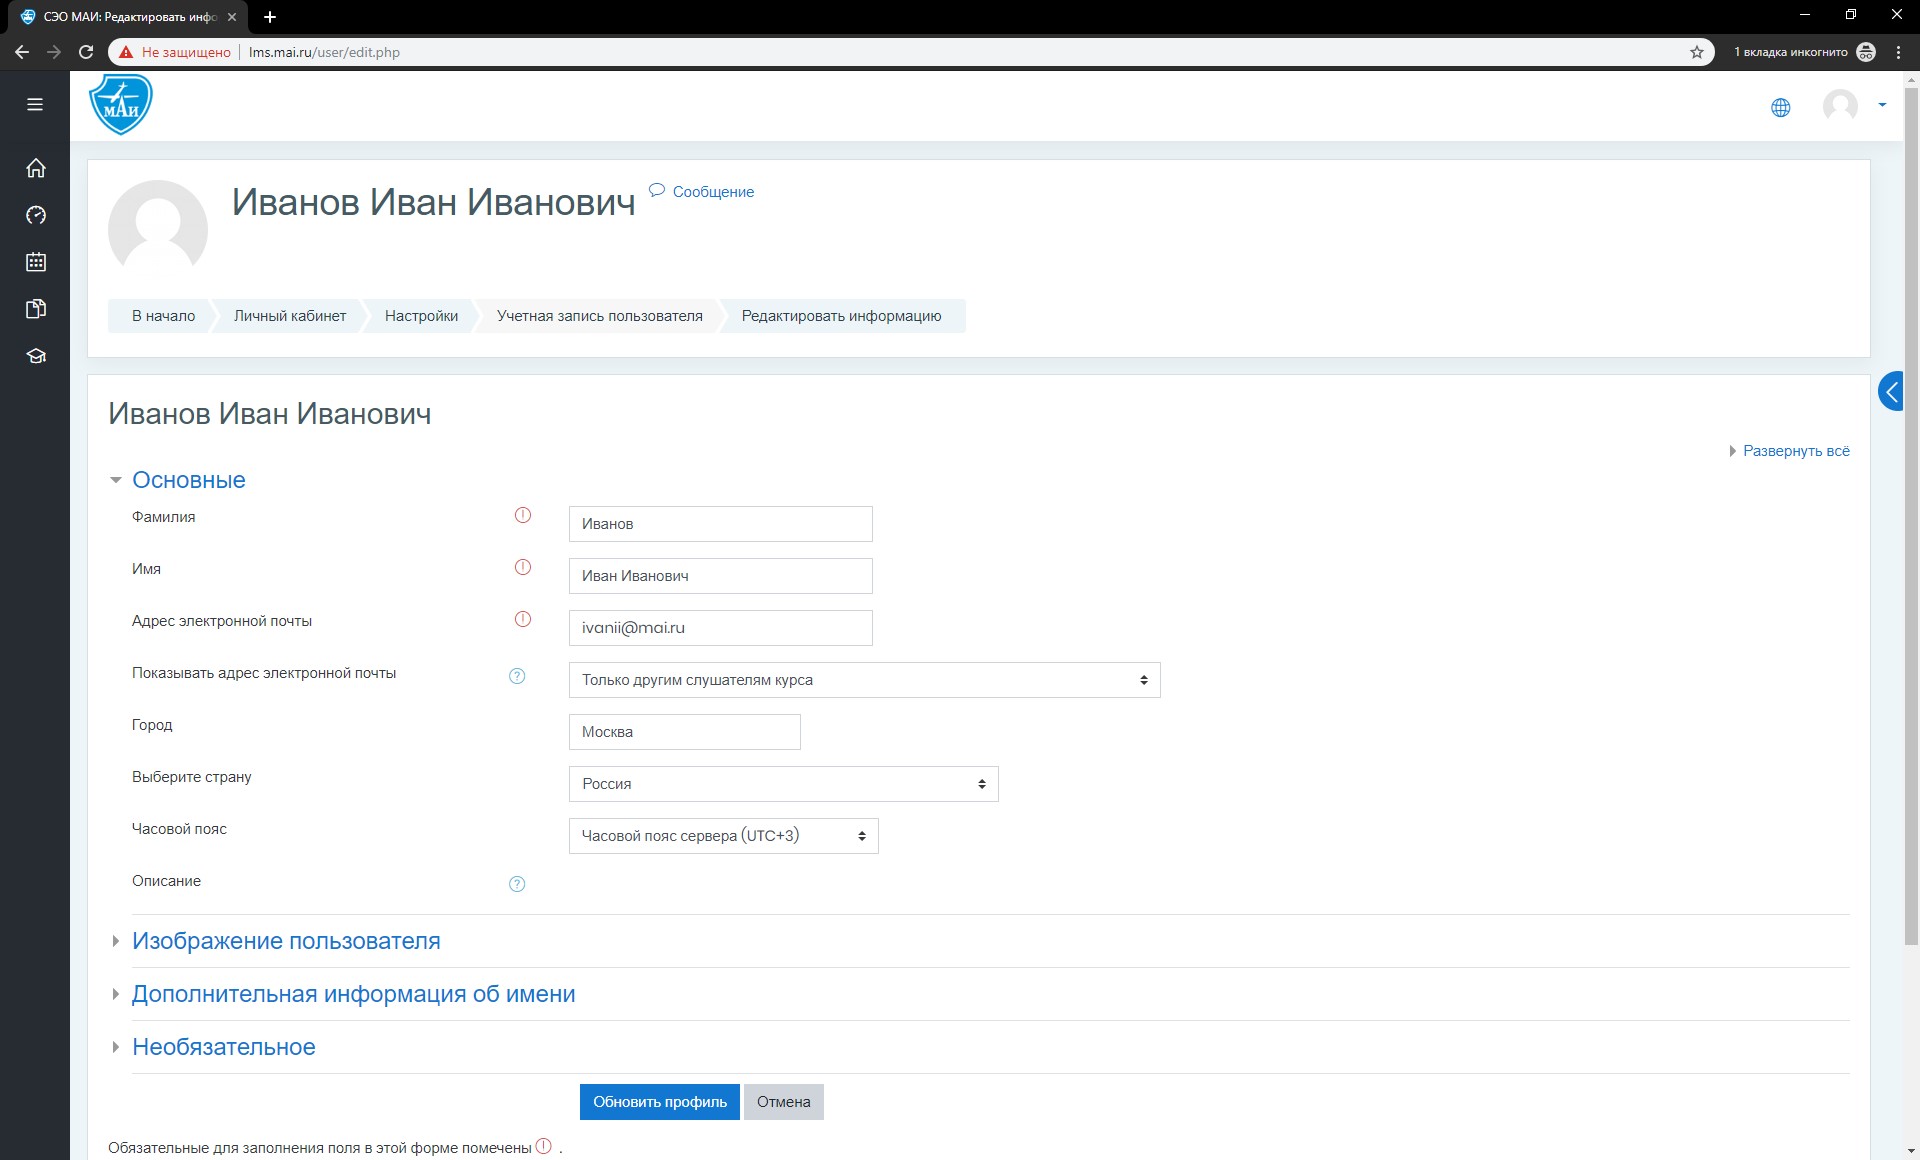 СЭО МАИ: Редактировать инфо
Не защищено lms.mai.ru/user/edit.php 1 вкладка инкогнито
МАИ
Иванов Иван Иванович Сообщение
В начало Личный кабинет Настройки Учетная запись пользователя Редактировать информацию
Иванов Иван Иванович
Развернуть всё
Основные
Фамилия Иванов
Имя Иван Иванович
Адрес электронной почты ivanii@mai.ru
Показывать адрес электронной почты Только другим слушателям курса
Город Москва
Выберите страну Россия
Часовой пояс Часовой пояс сервера (UTC+3)
Описание
Изображение пользователя
Дополнительная информация об имени
Необязательное
Обновить профиль Отмена
Обязательные для заполнения поля в этой форме помечены .